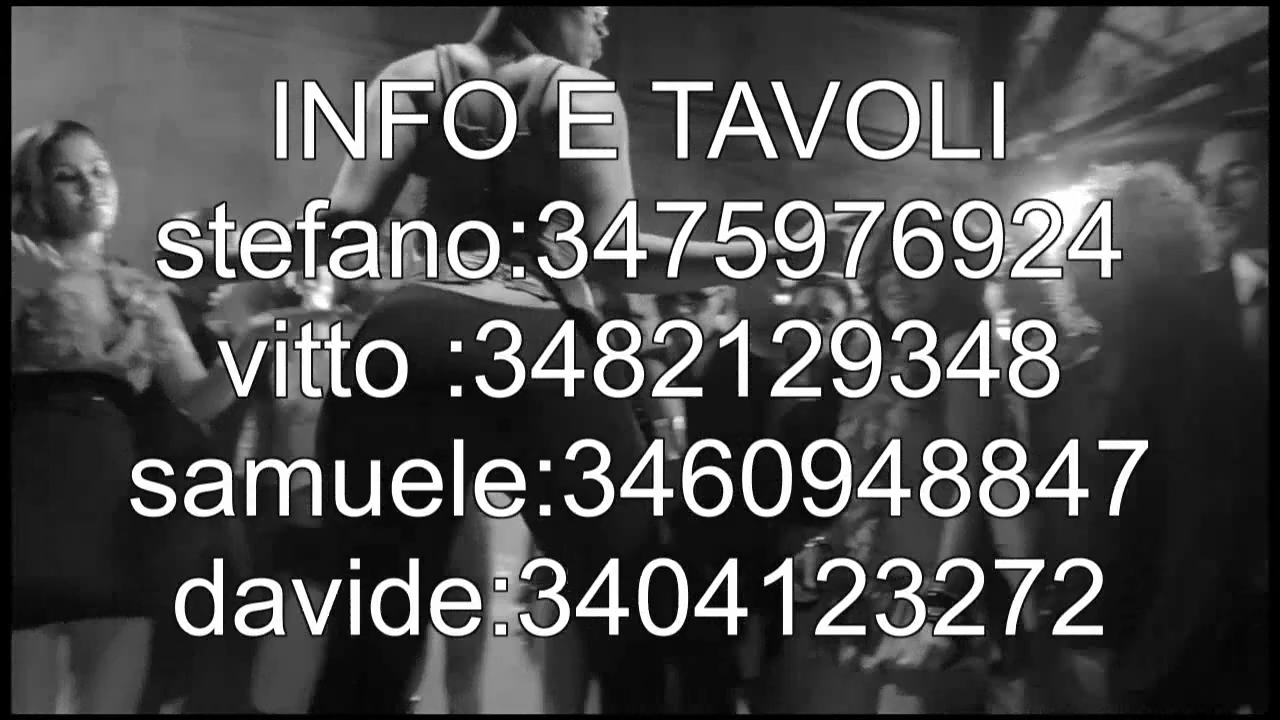 INFO E TAVOLI
stefano:3475976924
vitto :3482129348
samuele:3460948847
davide:3404123272